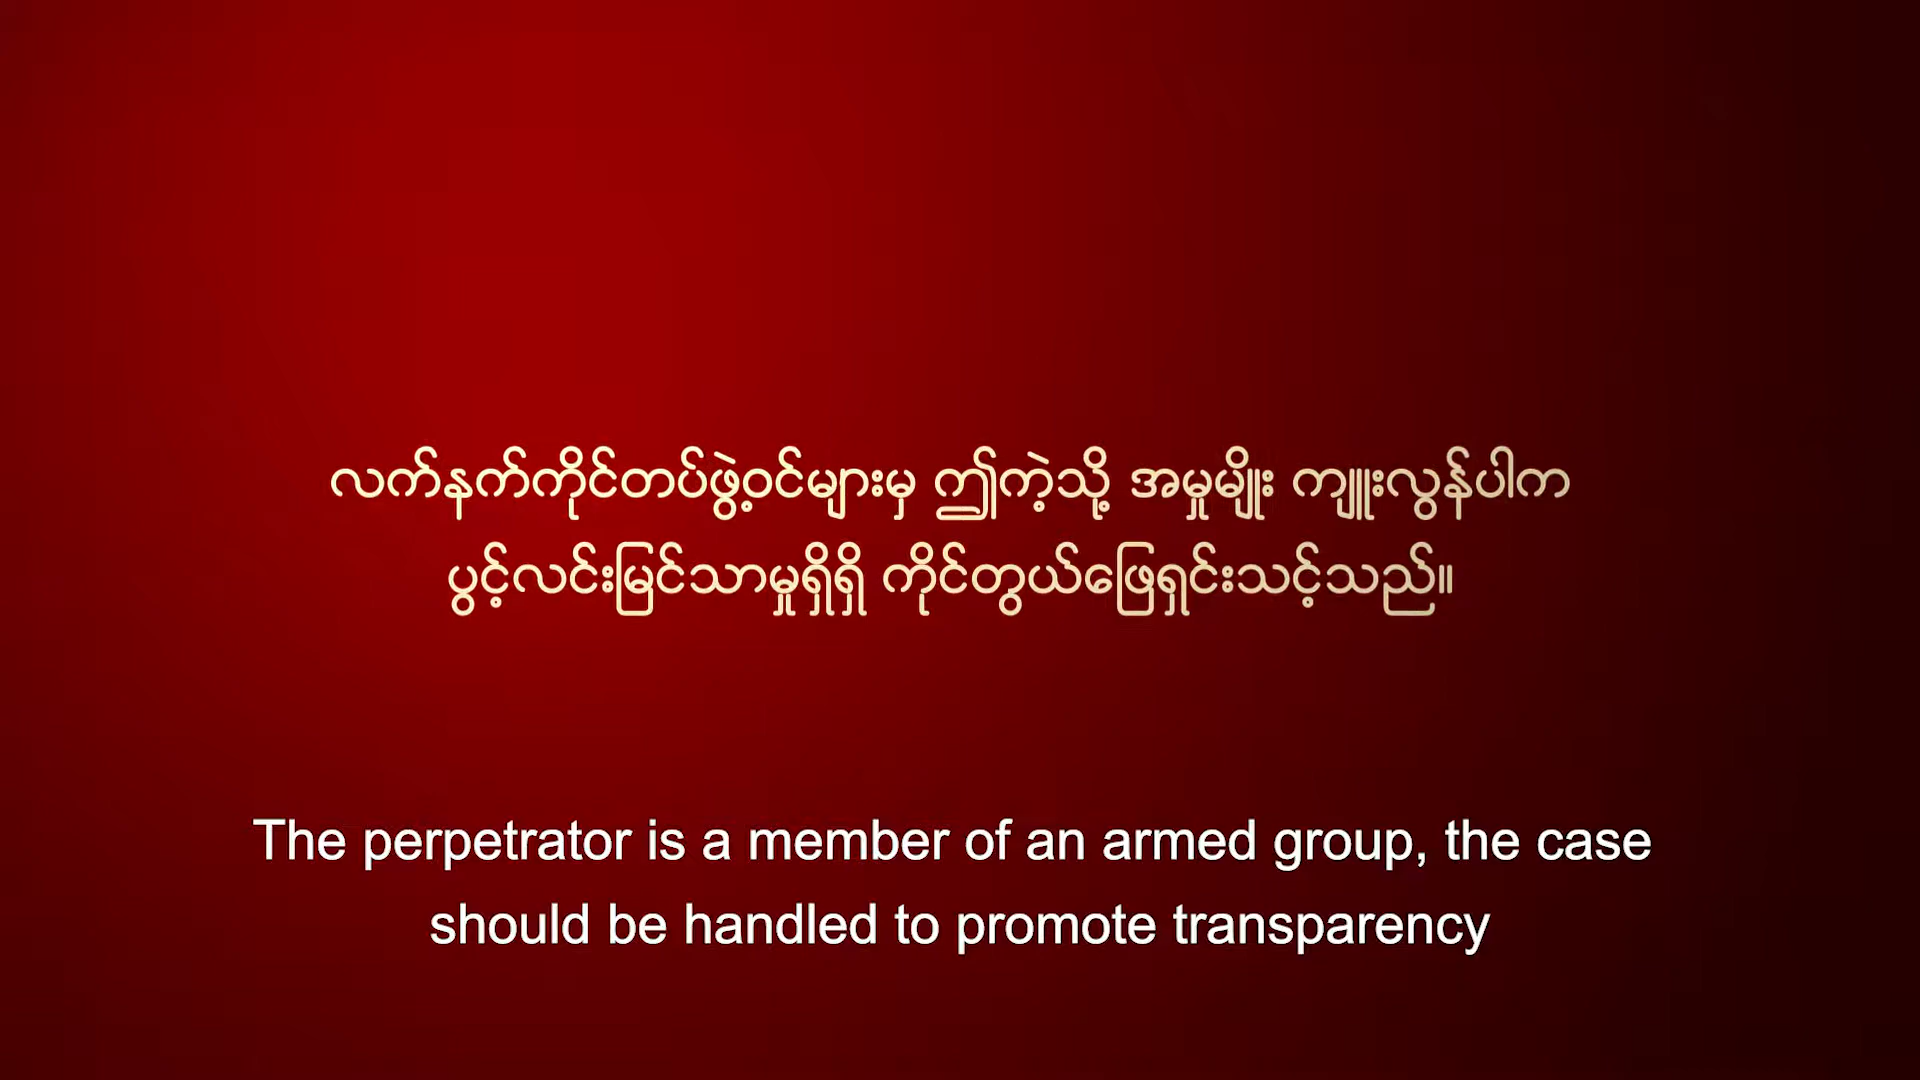 လက်နက်ကိုင်တပ်ဖွဲ့ဝင်များမှ ဤကဲ့သို့ အမှုမျိုး ကျူးလွန်ပါက
ပွင့်လင်းမြင်သာမှုရှိရှိ ကိုင်တွယ်ဖြေရှင်းသင့်သည်။
The perpetrator is a member of an armed group, the case
should be handled to promote transparency